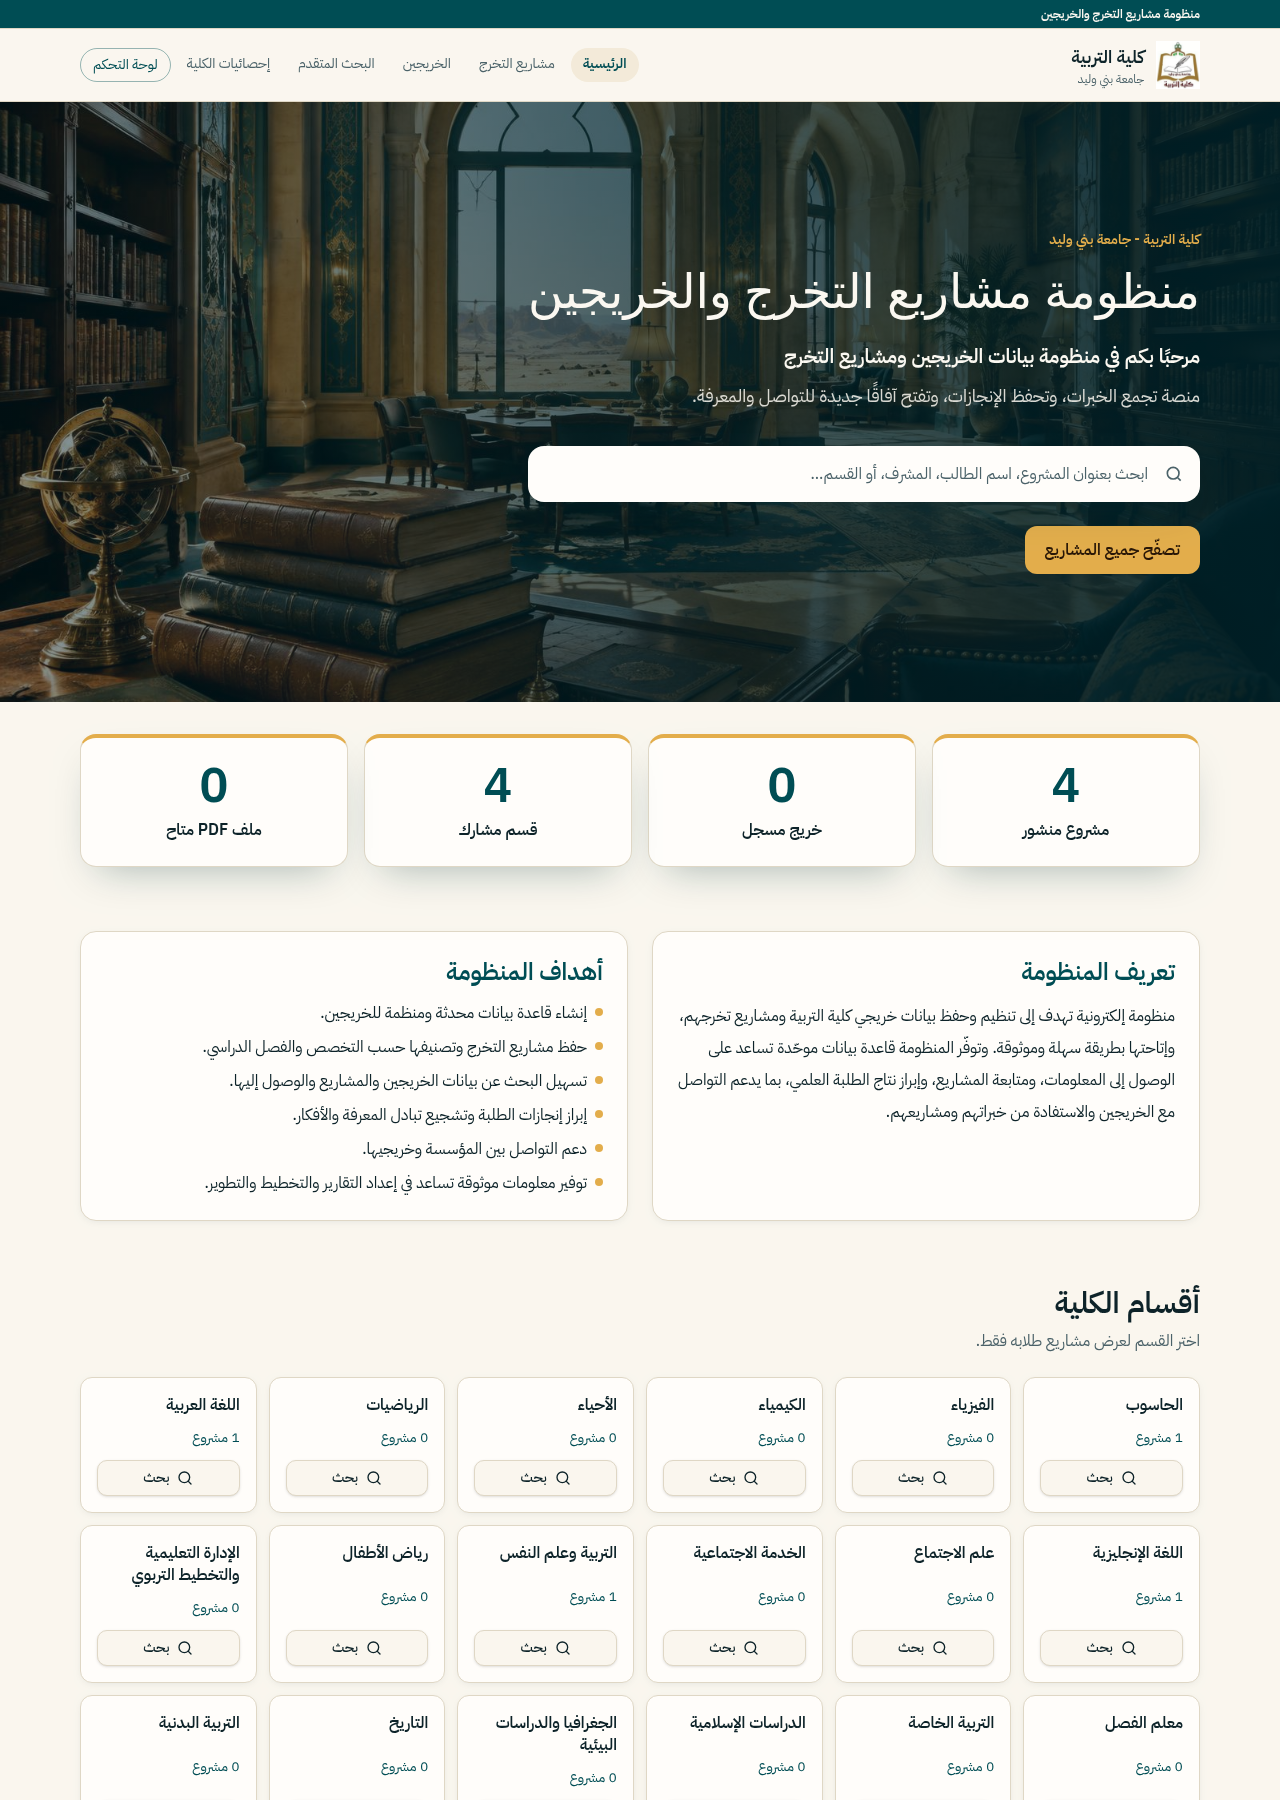 منظومة مشاريع التخرج والخريجين
كلية التربية
جامعة بني وليد
الرئيسية
مشاريع التخرج
الخريجين
البحث المتقدم
إحصائيات الكلية
لوحة التحكم
كلية التربية - جامعة بني وليد
منظومة مشاريع التخرج والخريجين
مرحبًا بكم في منظومة بيانات الخريجين ومشاريع التخرج
منصة تجمع الخبرات، وتحفظ الإنجازات، وتفتح آفاقًا جديدة للتواصل والمعرفة.
ابحث بعنوان المشروع، اسم الطالب، المشرف، أو القسم...
تصفّح جميع المشاريع
4
مشروع منشور
0
خريج مسجل
4
قسم مشارك
0
ملف PDF متاح
تعريف المنظومة
منظومة إلكترونية تهدف إلى تنظيم وحفظ بيانات خريجي كلية التربية ومشاريع تخرجهم،
وإتاحتها بطريقة سهلة وموثوقة. وتوفّر المنظومة قاعدة بيانات موحّدة تساعد على
الوصول إلى المعلومات، ومتابعة المشاريع، وإبراز نتاج الطلبة العلمي، بما يدعم التواصل
مع الخريجين والاستفادة من خبراتهم ومشاريعهم.
أهداف المنظومة
إنشاء قاعدة بيانات محدثة ومنظمة للخريجين.
حفظ مشاريع التخرج وتصنيفها حسب التخصص والفصل الدراسي.
تسهيل البحث عن بيانات الخريجين والمشاريع والوصول إليها.
إبراز إنجازات الطلبة وتشجيع تبادل المعرفة والأفكار.
دعم التواصل بين المؤسسة وخريجيها.
توفير معلومات موثوقة تساعد في إعداد التقارير والتخطيط والتطوير.
أقسام الكلية
اختر القسم لعرض مشاريع طلابه فقط.
الحاسوب
1 مشروع
بحث
الفيزياء
0 مشروع
بحث
الكيمياء
0 مشروع
بحث
الأحياء
0 مشروع
بحث
الرياضيات
0 مشروع
بحث
اللغة العربية
1 مشروع
بحث
اللغة الإنجليزية
1 مشروع
بحث
علم الاجتماع
0 مشروع
بحث
الخدمة الاجتماعية
0 مشروع
بحث
التربية وعلم النفس
1 مشروع
بحث
رياض الأطفال
0 مشروع
بحث
الإدارة التعليمية
والتخطيط التربوي
0 مشروع
بحث
معلم الفصل
0 مشروع
التربية الخاصة
0 مشروع
الدراسات الإسلامية
0 مشروع
الجغرافيا والدراسات
البيئية
0 مشروع
التاريخ
0 مشروع
التربية البدنية
0 مشروع